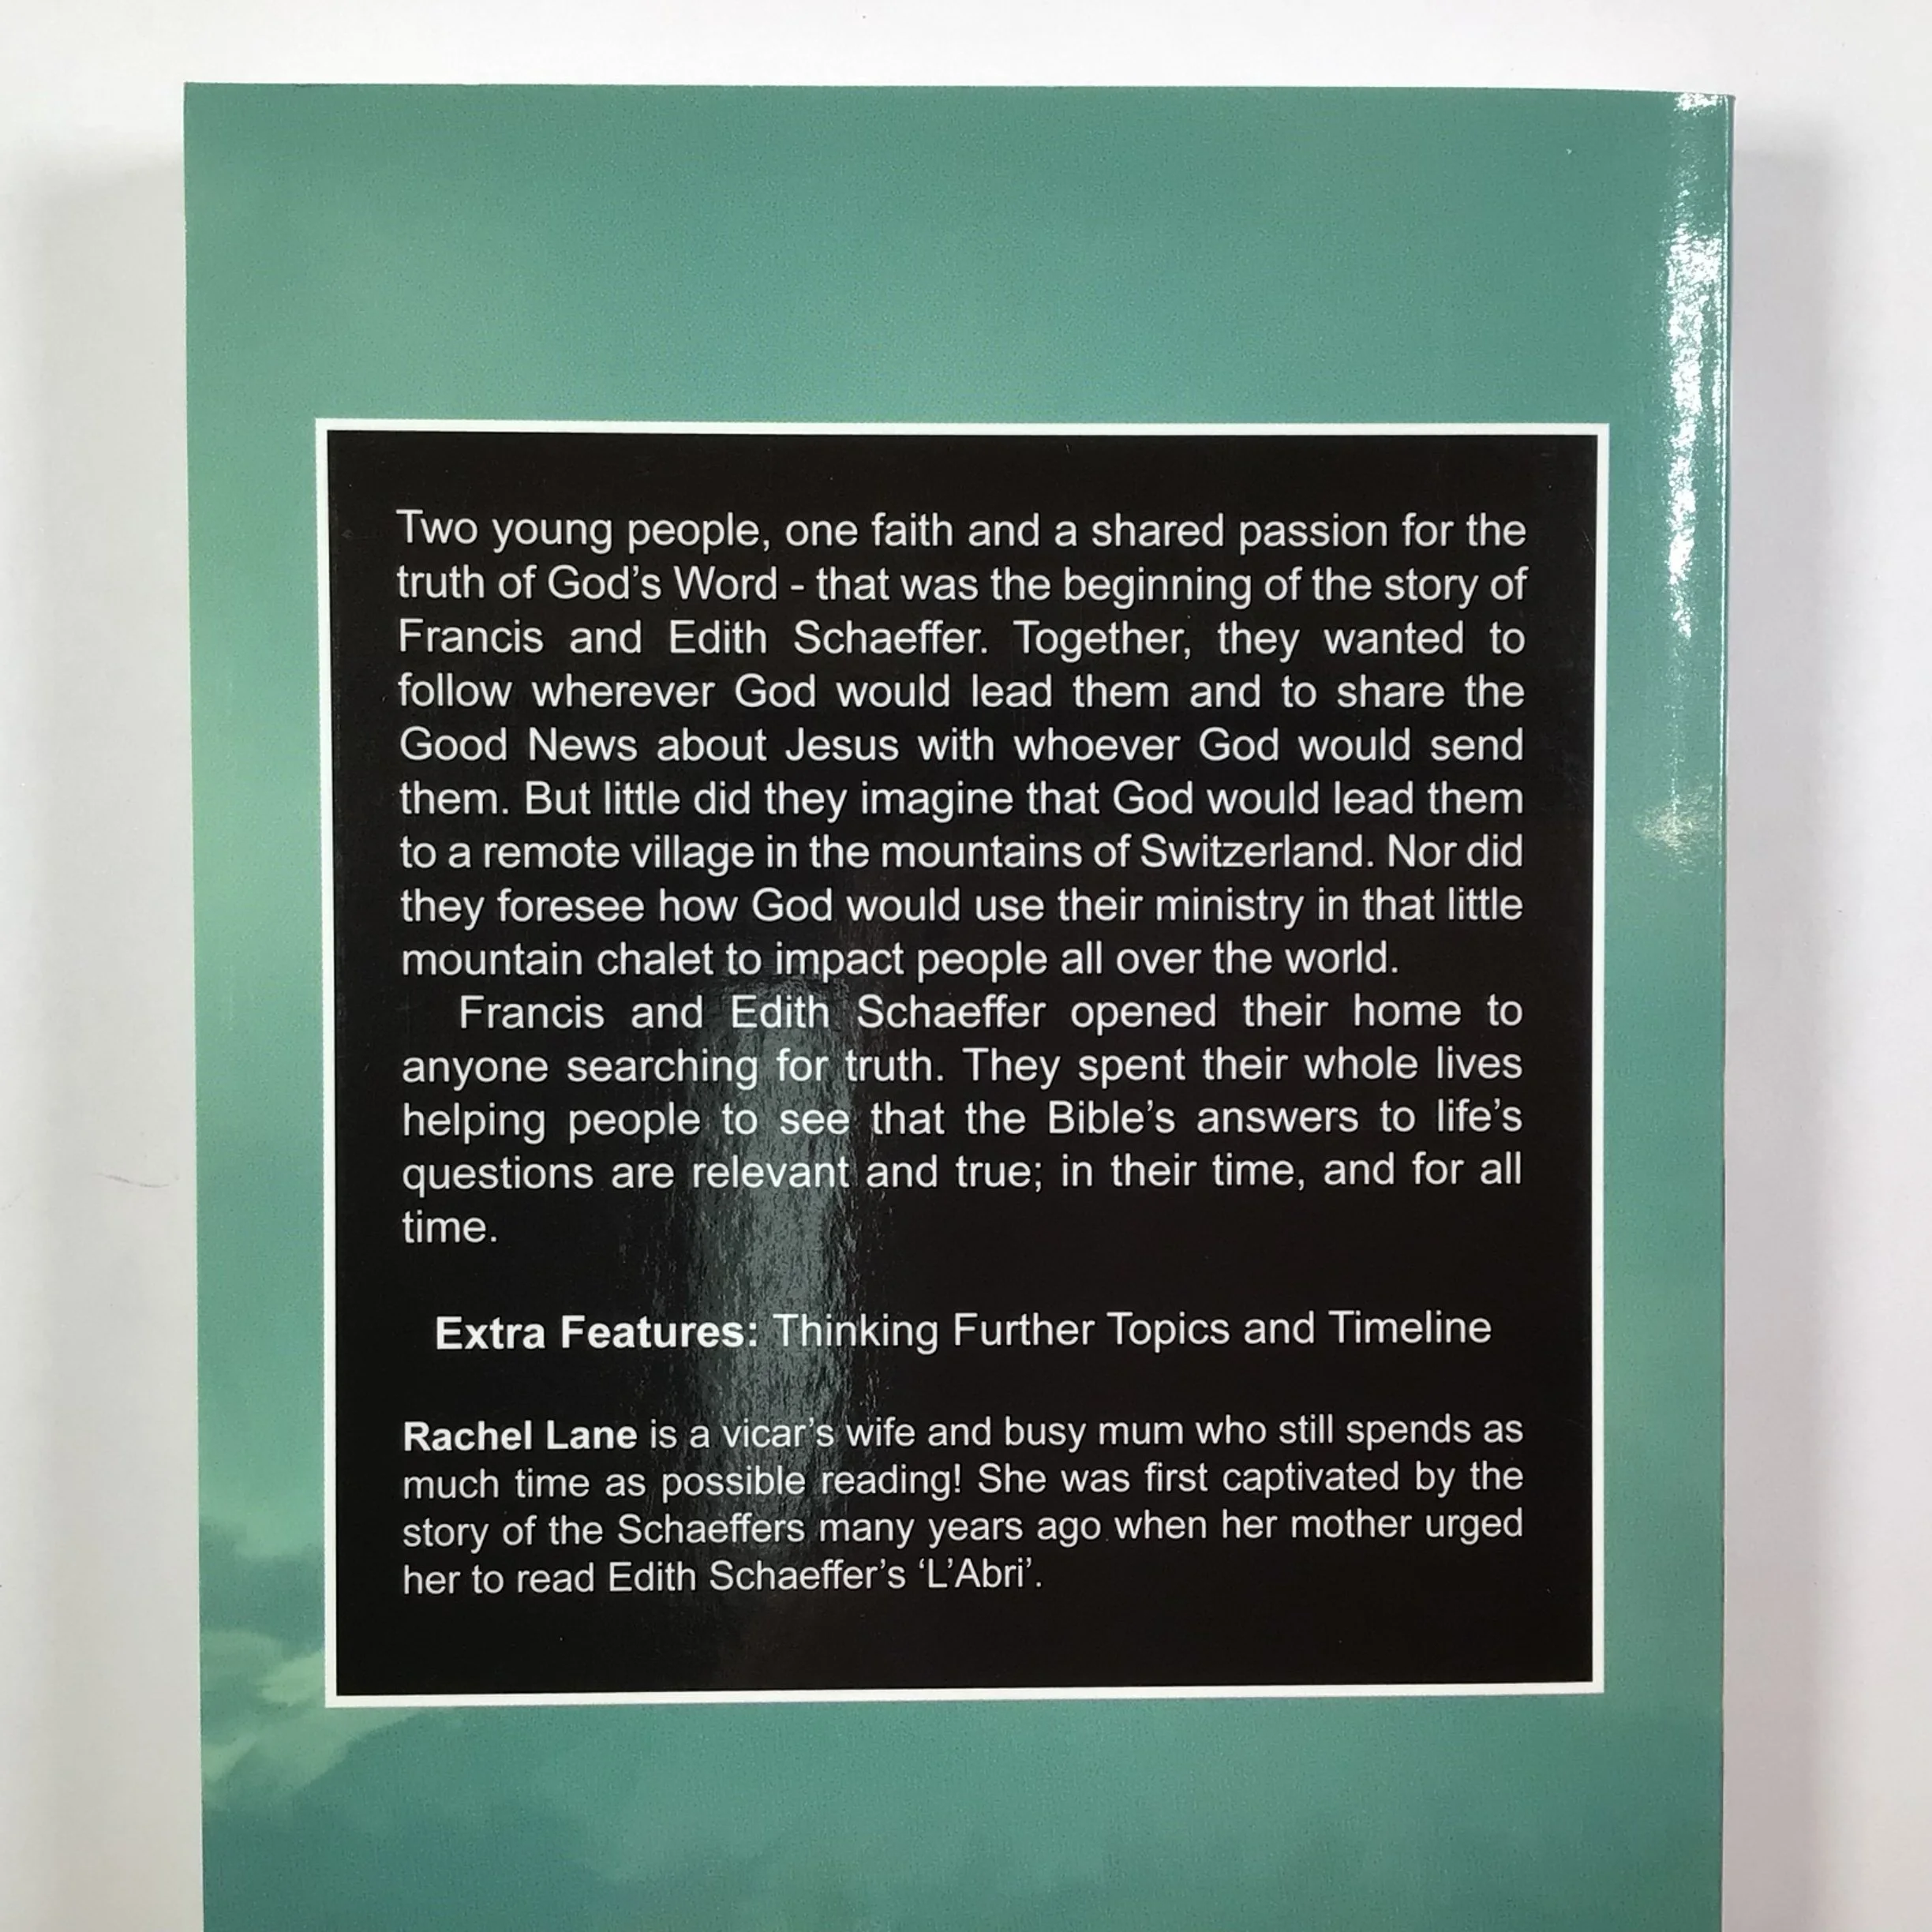 Two young people, one faith and a shared passion for the
truth of God’s Word - that was the beginning of the story of
Francis and Edith Schaeffer. Together, they wanted to
follow wherever God would lead them and to share the
Good News about Jesus with whoever God would send
them. But little did they imagine that God would lead them
to a remote village in the mountains of Switzerland. Nor did
they foresee how God would use their ministry in that little
mountain chalet to impact people all over the world.
Francis and Edith Schaeffer opened their home to
anyone searching for truth. They spent their whole lives
helping people to see that the Bible’s answers to life’s
questions are relevant and true; in their time, and for all
time.
Extra Features: Thinking Further Topics and Timeline
Rachel Lane is a vicar’s wife and busy mum who still spends as
much time as possible reading! She was first captivated by the
story of the Schaeffers many years ago when her mother urged
her to read Edith Schaeffer’s ‘L’Abri’.